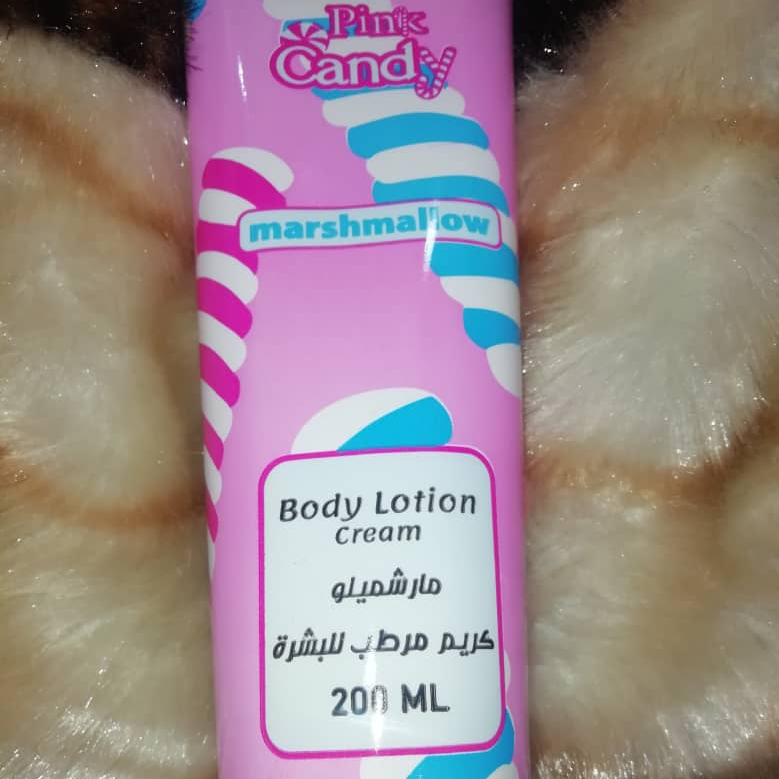 Pink
Candy
marshmallow
Body Lotion
Cream
مارشميلو
كريم مرطب للبشرة
200 ML